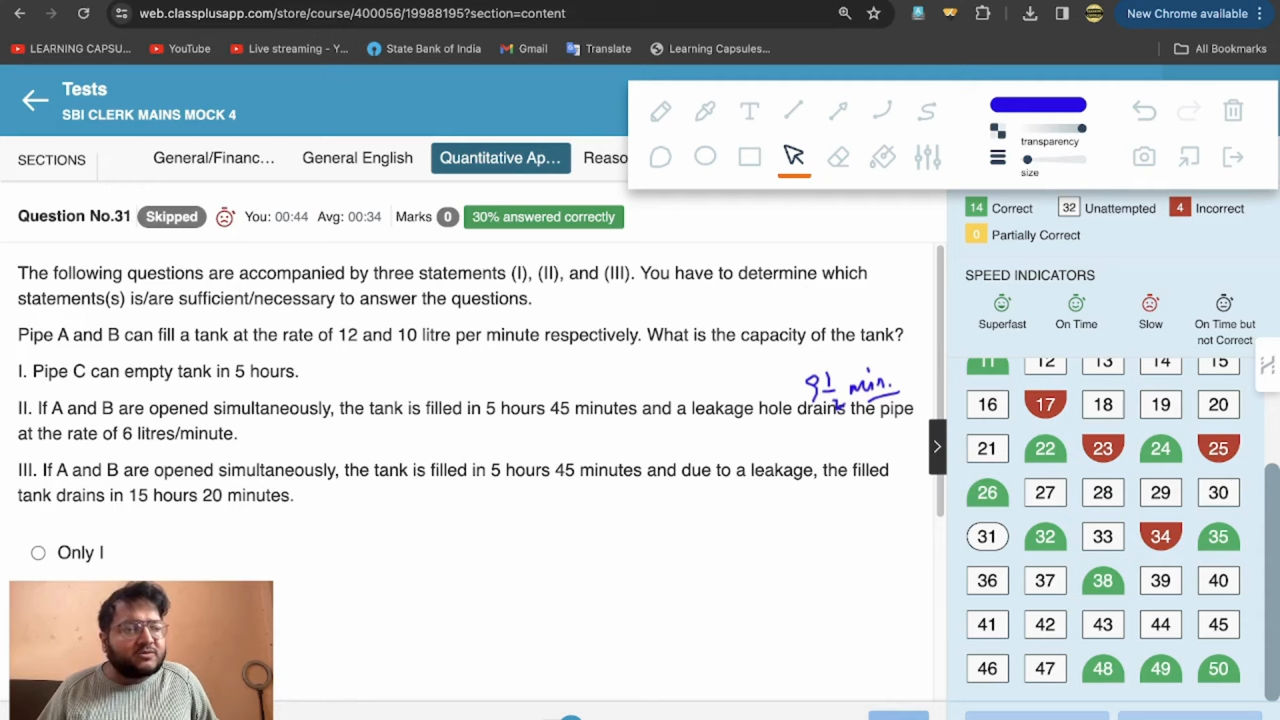 web.classplusapp.com/store/course/400056/19988195?section=content
New Chrome available
LEARNING CAPSU...
YouTube
Live streaming - Y...
State Bank of India
Gmail
Translate
Learning Capsules...
All Bookmarks
Tests
SBI CLERK MAINS MOCK 4
transparency
size
SECTIONS
General/Financ...
General English
Quantitative Ap...
Reaso
Question No.31
Skipped
You: 00:44
Avg: 00:34
Marks 0
30% answered correctly
The following questions are accompanied by three statements (I), (II), and (III). You have to determine which
statements(s) is/are sufficient/necessary to answer the questions.
Pipe A and B can fill a tank at the rate of 12 and 10 litre per minute respectively. What is the capacity of the tank?
I. Pipe C can empty tank in 5 hours.
9 1/2 min.
II. If A and B are opened simultaneously, the tank is filled in 5 hours 45 minutes and a leakage hole drains the pipe
at the rate of 6 litres/minute.
III. If A and B are opened simultaneously, the tank is filled in 5 hours 45 minutes and due to a leakage, the filled
tank drains in 15 hours 20 minutes.
Only I
14 Correct
32 Unattempted
4 Incorrect
0 Partially Correct
SPEED INDICATORS
Superfast
On Time
Slow
On Time but
not Correct
11 12 13 14 15
16 17 18 19 20
21 22 23 24 25
26 27 28 29 30
31 32 33 34 35
36 37 38 39 40
41 42 43 44 45
46 47 48 49 50